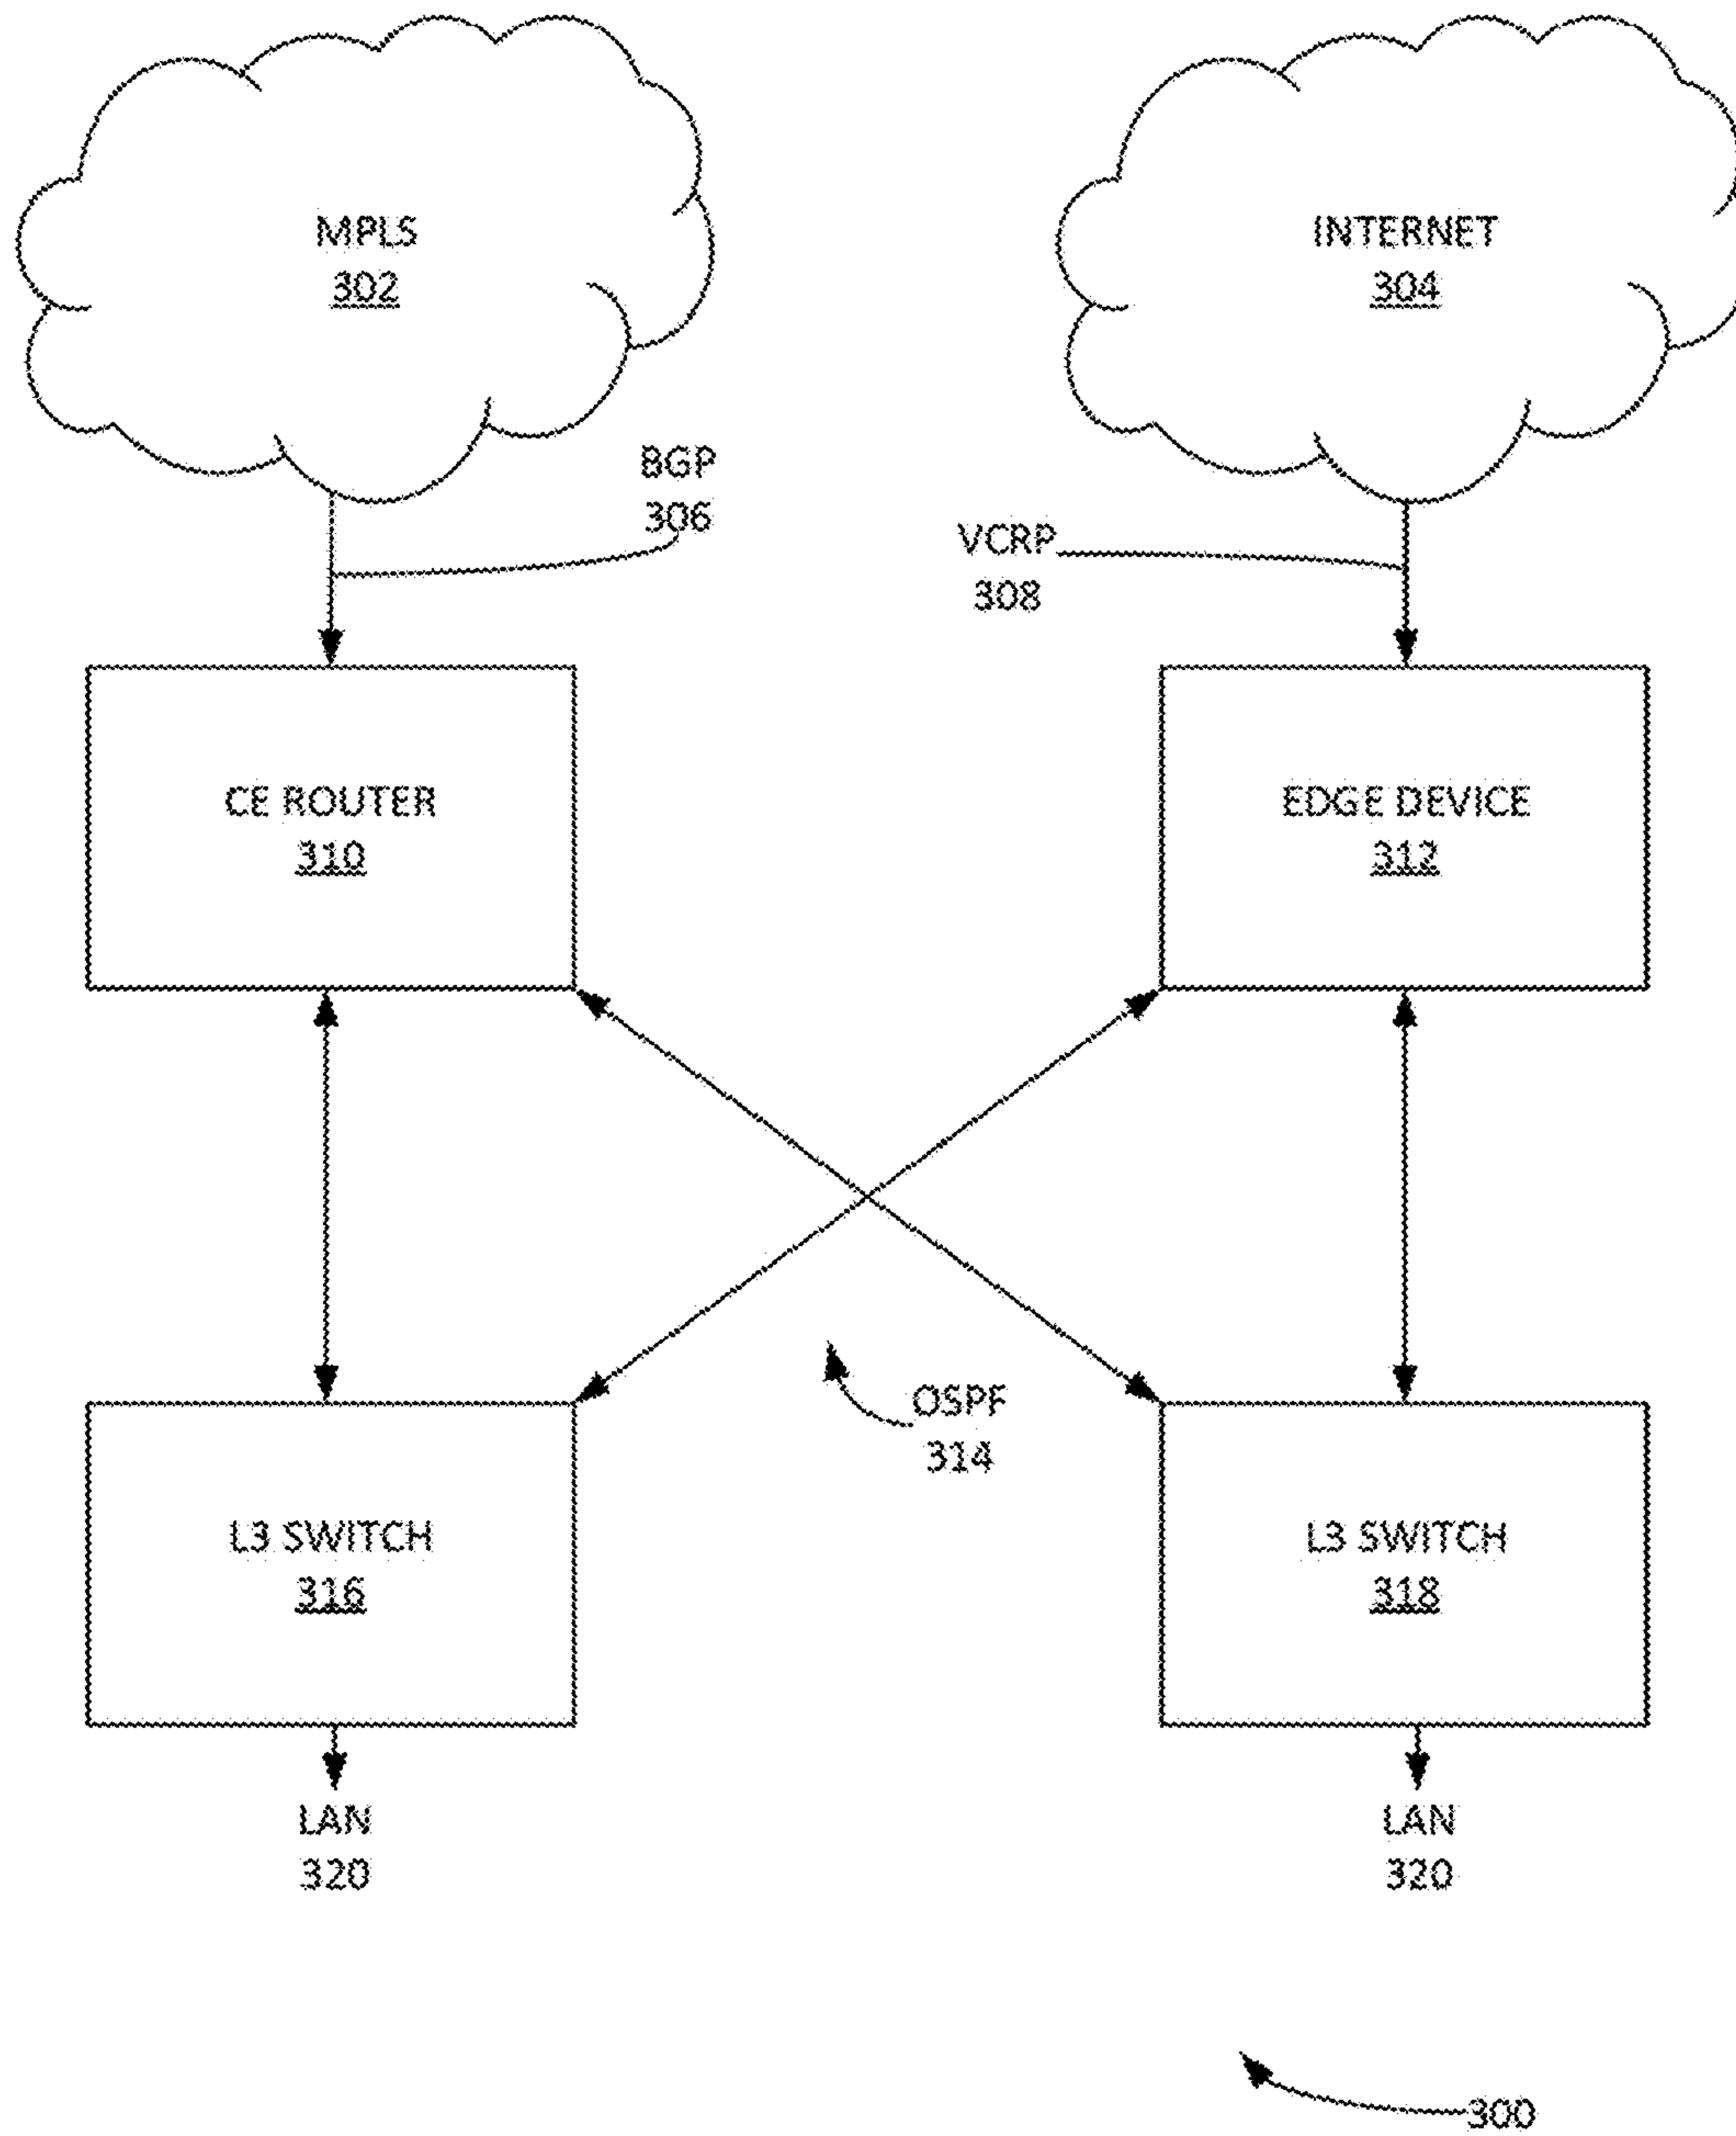 MPLS
302
INTERNET
304
BGP
306
VCRP
308
CE ROUTER
310
EDGE DEVICE
312
OSPF
314
L3 SWITCH
316
L3 SWITCH
318
LAN
320
LAN
320
300